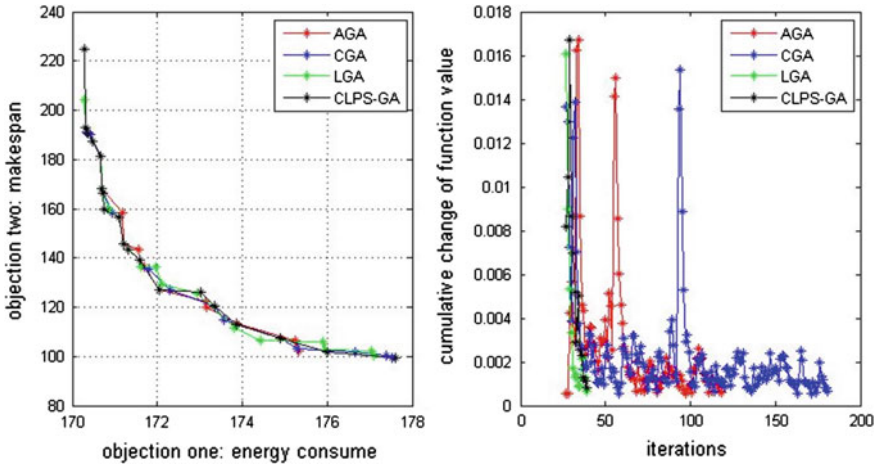 240
220
200
180
160
140
120
100
80
170
172
174
176
178
objection two: makespan
objection one: energy consume
AGA
CGA
LGA
CLPS-GA
0.018
0.016
0.014
0.012
0.01
0.008
0.006
0.004
0.002
0
0
50
100
150
200
cumulative change of function value
iterations
AGA
CGA
LGA
CLPS-GA